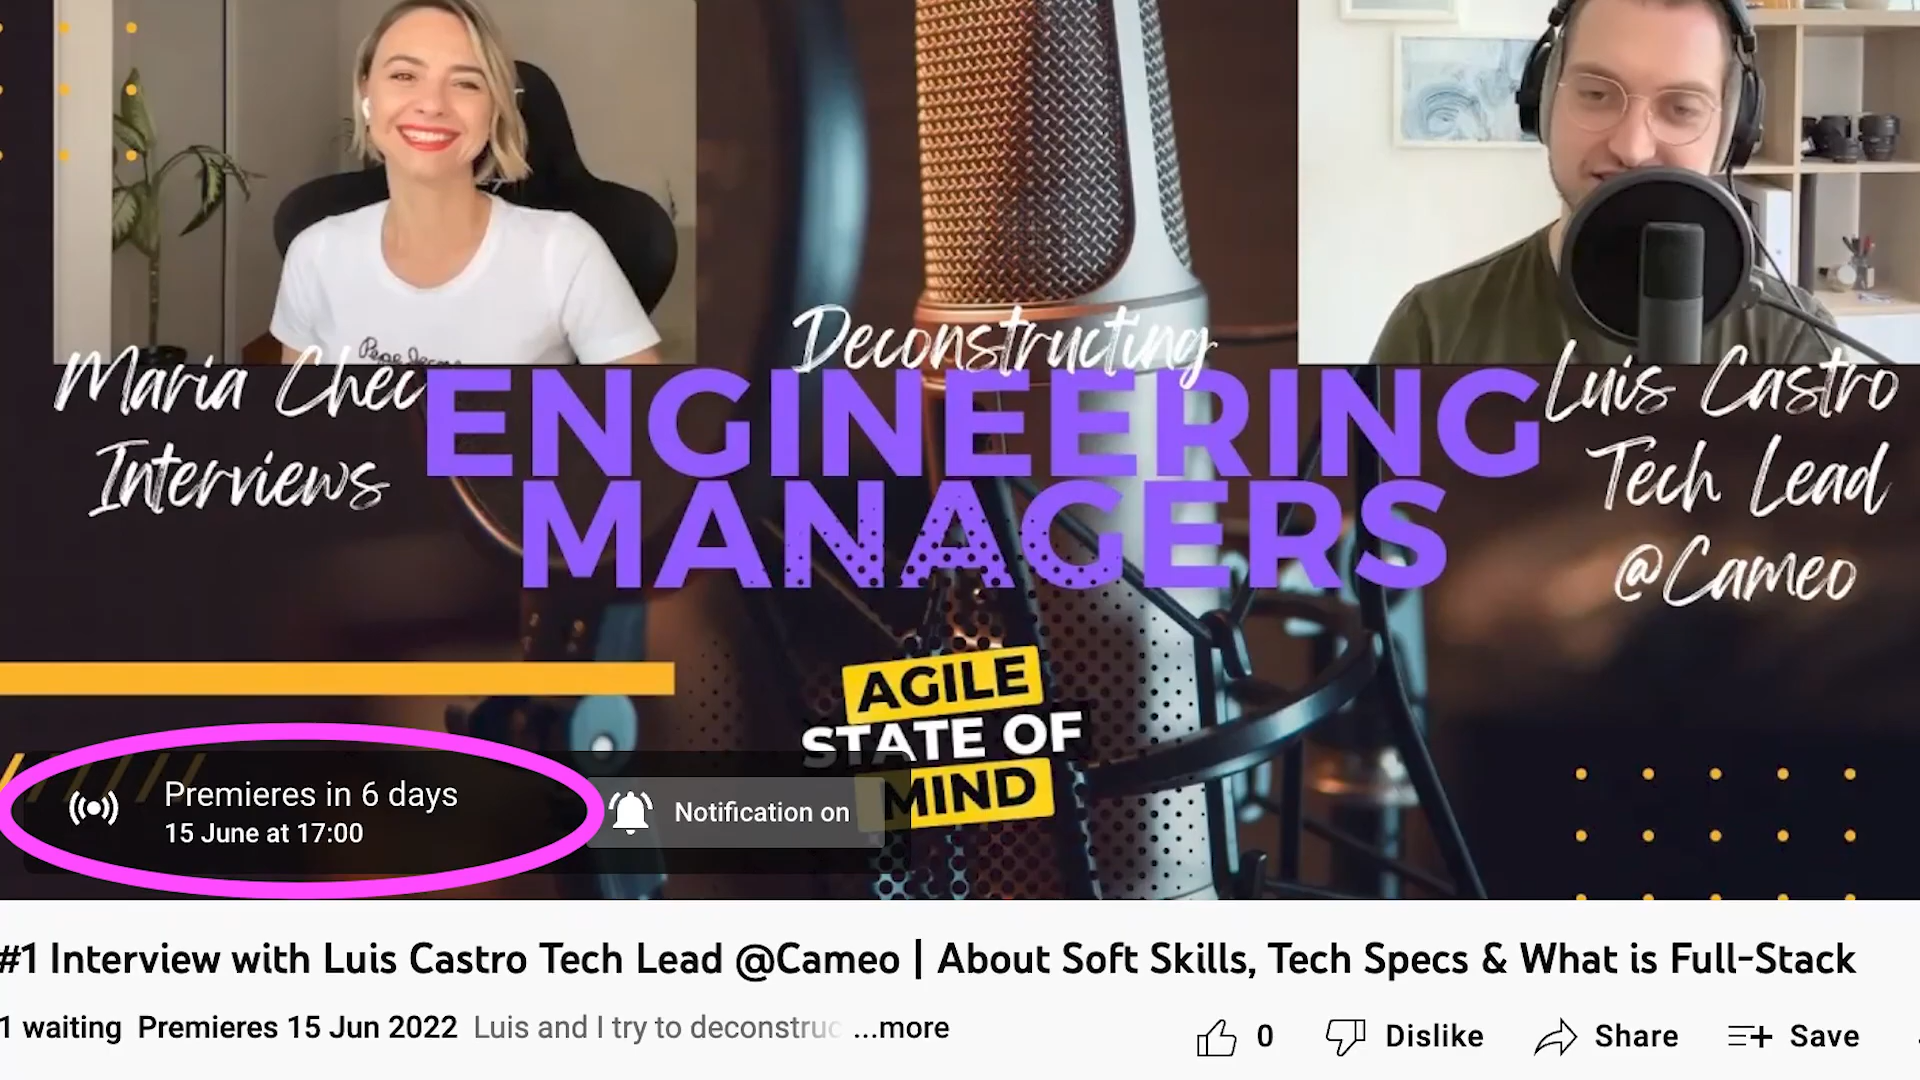 Pepe Jeans
Maria Chec
Interviews
Deconstructing
ENGINEERING
MANAGERS
Luis Castro
Tech Lead
@Cameo
AGILE
STATE OF
MIND
Premieres in 6 days
15 June at 17:00
Notification on
#1 Interview with Luis Castro Tech Lead @Cameo | About Soft Skills, Tech Specs & What is Full-Stack
1 waiting Premieres 15 Jun 2022 Luis and I try to deconstruc ...more
0 Dislike Share Save